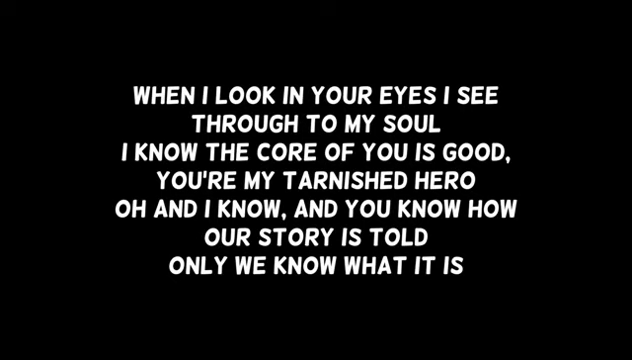 WHEN I LOOK IN YOUR EYES I SEE
THROUGH TO MY SOUL
I KNOW THE CORE OF YOU IS GOOD,
YOU'RE MY TARNISHED HERO
OH AND I KNOW, AND YOU KNOW HOW
OUR STORY IS TOLD
ONLY WE KNOW WHAT IT IS